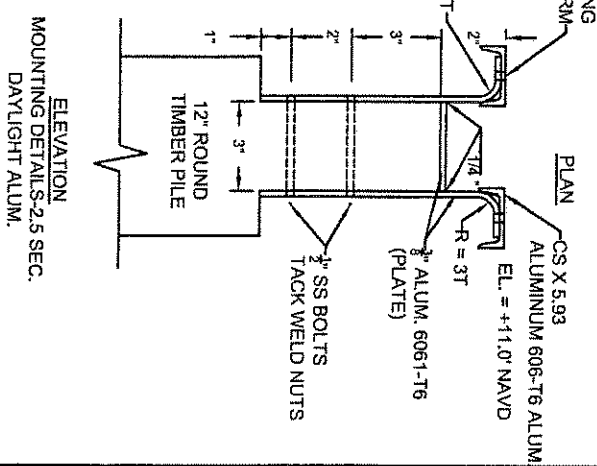 NG
RM
T
PLAN
CS X 5.93
ALUMINUM 606-T6 ALUM
EL. = +11.0' NAVD
R = 3T
1/4"
3/8" ALUM. 6061-T6
(PLATE)
1/2" SS BOLTS
TACK WELD NUTS
2"
3"
2"
1"
3"
12" ROUND
TIMBER PILE
ELEVATION
MOUNTING DETAILS-2.5 SEC.
DAYLIGHT ALUM.